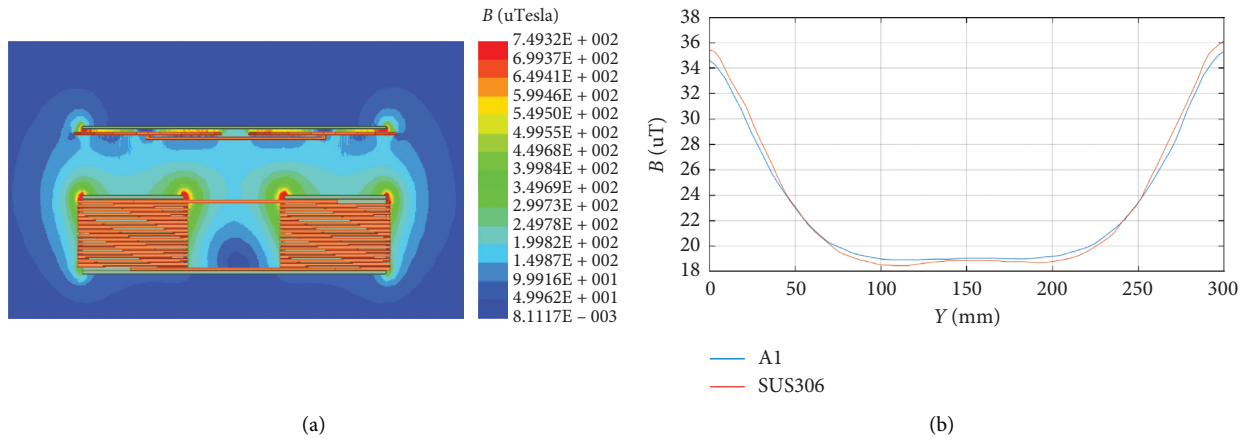 B (uTesla)
7.4932E + 002
6.9937E + 002
6.4941E + 002
5.9946E + 002
5.4950E + 002
4.9955E + 002
4.4968E + 002
3.9984E + 002
3.4969E + 002
2.9973E + 002
2.4978E + 002
1.9982E + 002
1.4987E + 002
9.9916E + 001
4.9962E + 001
8.1117E – 003
(a)
B (uT)
38
36
34
32
30
28
26
24
22
20
18
0 50 100 150 200 250 300
Y (mm)
A1
SUS306
(b)